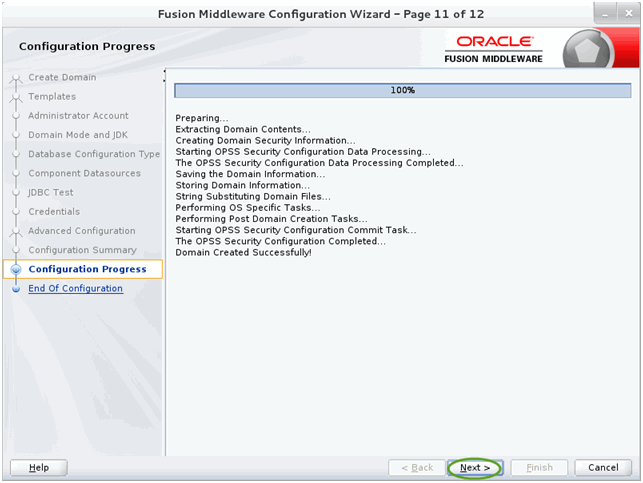 Fusion Middleware Configuration Wizard - Page 11 of 12
Configuration Progress
ORACLE
FUSION MIDDLEWARE
Create Domain
Templates
Administrator Account
Domain Mode and JDK
Database Configuration Type
Component Datasources
JDBC Test
Credentials
Advanced Configuration
Configuration Summary
Configuration Progress
End Of Configuration
100%
Preparing...
Extracting Domain Contents...
Creating Domain Security Information...
Starting OPSS Security Configuration Data Processing...
The OPSS Security Configuration Data Processing Completed...
Saving the Domain Information...
Storing Domain Information...
String Substituting Domain Files...
Performing OS Specific Tasks...
Performing Post Domain Creation Tasks...
Starting OPSS Security Configuration Commit Task...
The OPSS Security Configuration Completed...
Domain Created Successfully!
Help
< Back
Next >
Finish
Cancel